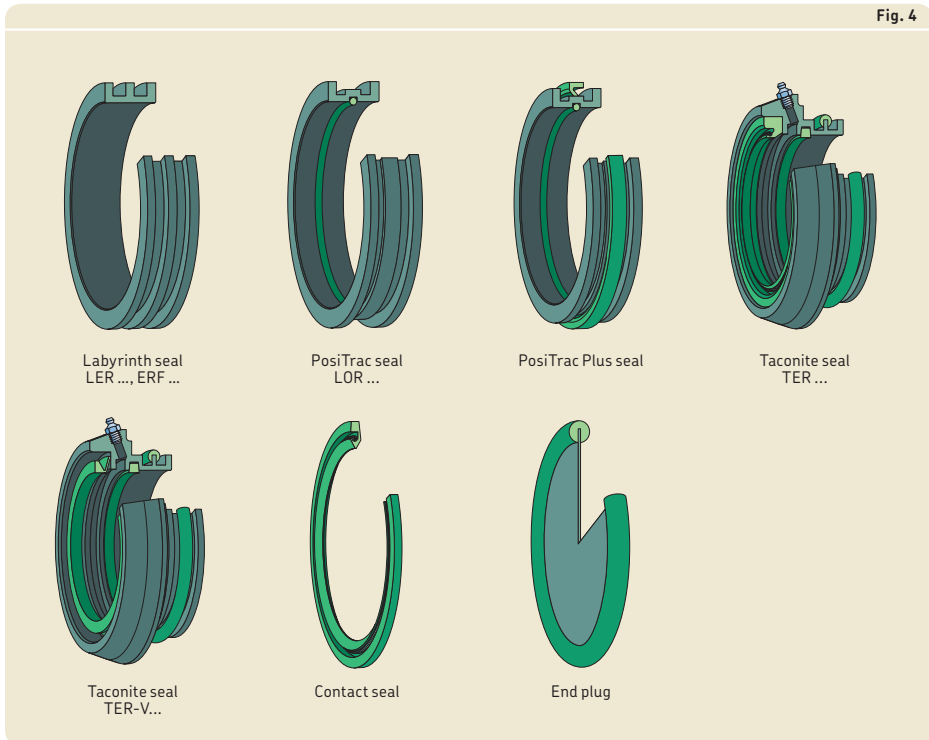 Fig. 4
Labyrinth seal
LER ..., ERF ...
PosiTrac seal
LOR ...
PosiTrac Plus seal
Taconite seal
TER ...
Taconite seal
TER-V...
Contact seal
End plug